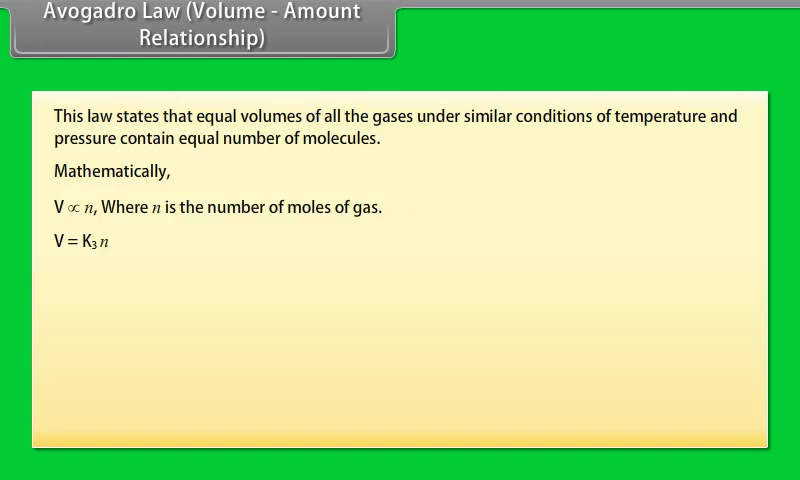 Avogadro Law (Volume - Amount
Relationship)
This law states that equal volumes of all the gases under similar conditions of temperature and
pressure contain equal number of molecules.
Mathematically,
V ∝ n, Where n is the number of moles of gas.
V = K₃ n